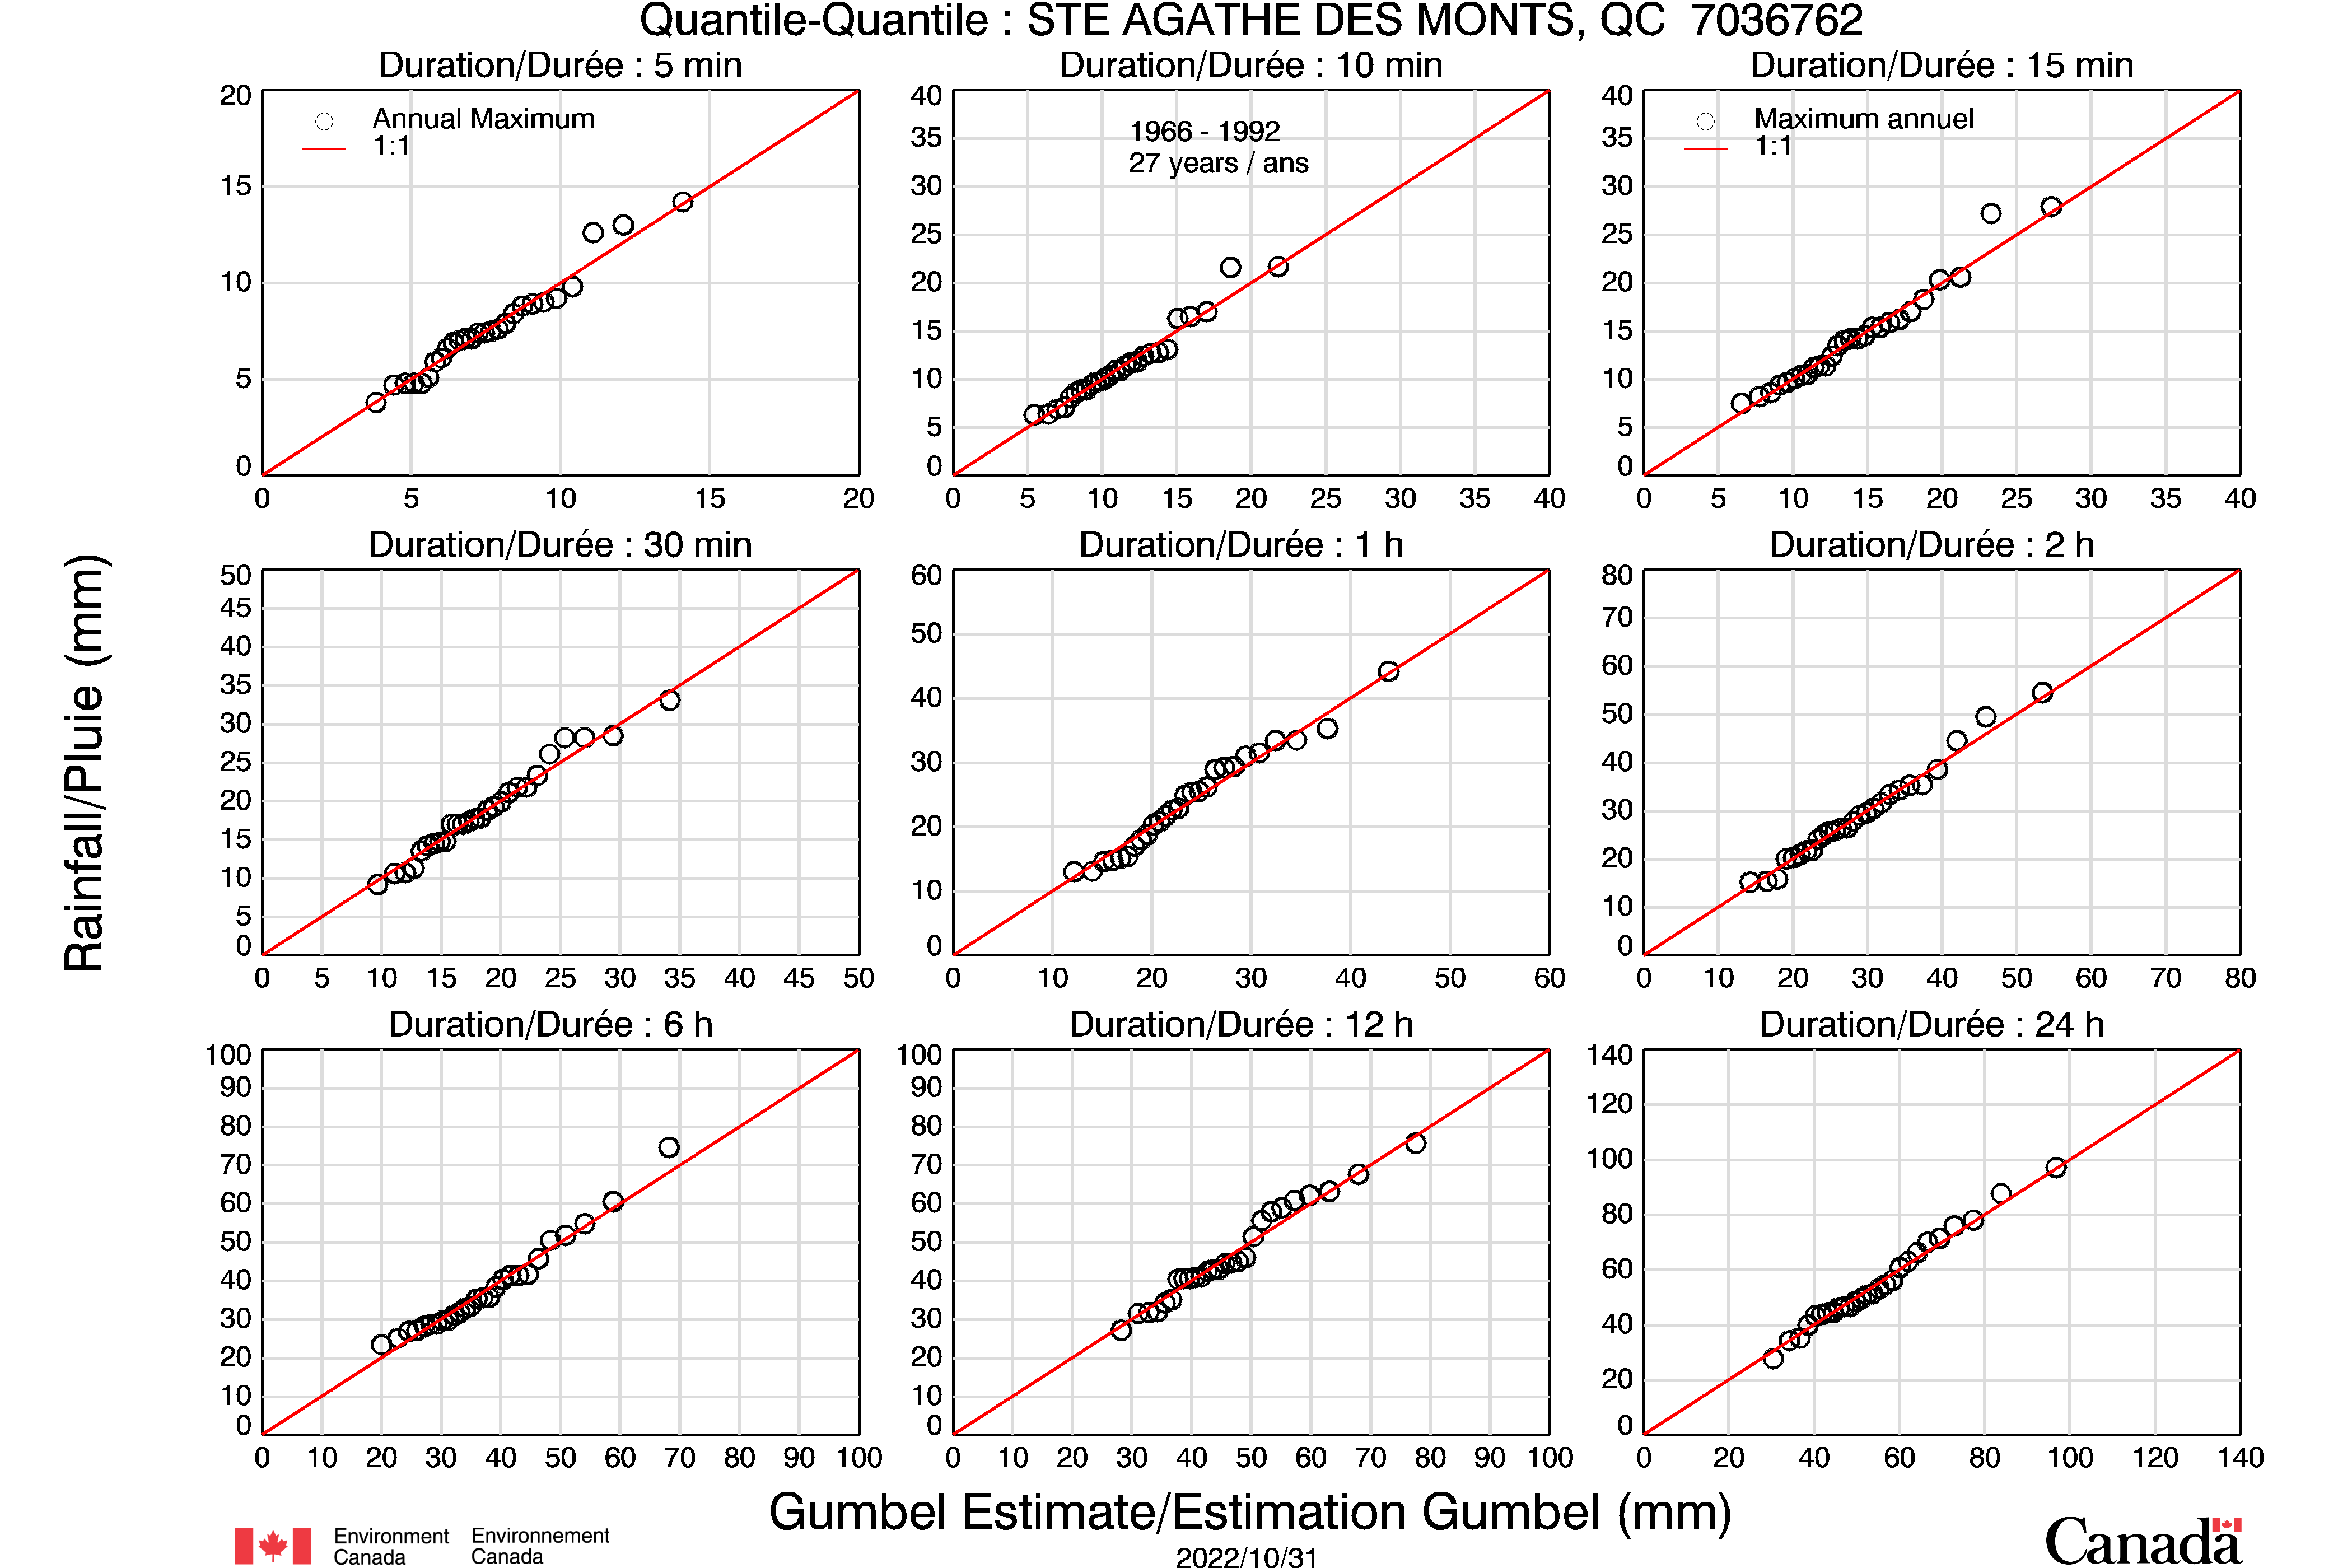 Quantile-Quantile : STE AGATHE DES MONTS, QC 7036762
Duration/Durée : 5 min
Annual Maximum
1:1
20
15
10
5
0
0 5 10 15 20
Duration/Durée : 10 min
1966 - 1992
27 years / ans
40
35
30
25
20
15
10
5
0
0 5 10 15 20 25 30 35 40
Duration/Durée : 15 min
Maximum annuel
1:1
40
35
30
25
20
15
10
5
0
0 5 10 15 20 25 30 35 40
Rainfall/Pluie (mm)
Duration/Durée : 30 min
50
45
40
35
30
25
20
15
10
5
0
0 5 10 15 20 25 30 35 40 45 50
Duration/Durée : 1 h
60
50
40
30
20
10
0
0 10 20 30 40 50 60
Duration/Durée : 2 h
80
70
60
50
40
30
20
10
0
0 10 20 30 40 50 60 70 80
Duration/Durée : 6 h
100
90
80
70
60
50
40
30
20
10
0
0 10 20 30 40 50 60 70 80 90 100
Duration/Durée : 12 h
100
90
80
70
60
50
40
30
20
10
0
0 10 20 30 40 50 60 70 80 90 100
Duration/Durée : 24 h
140
120
100
80
60
40
20
0
0 20 40 60 80 100 120 140
Gumbel Estimate/Estimation Gumbel (mm)
Environment Canada
Environnement Canada
2022/10/31
Canada